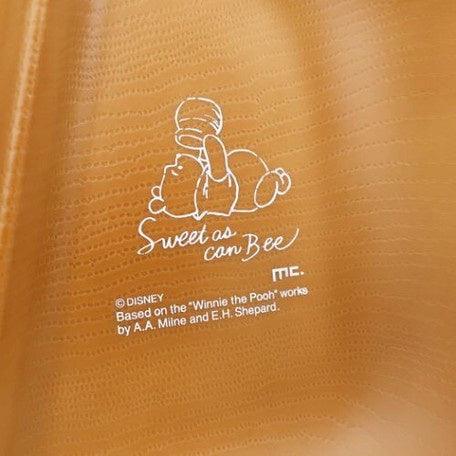 Sweet as
can Bee
mc.
© DISNEY
Based on the "Winnie the Pooh" works
by A.A. Milne and E.H. Shepard.